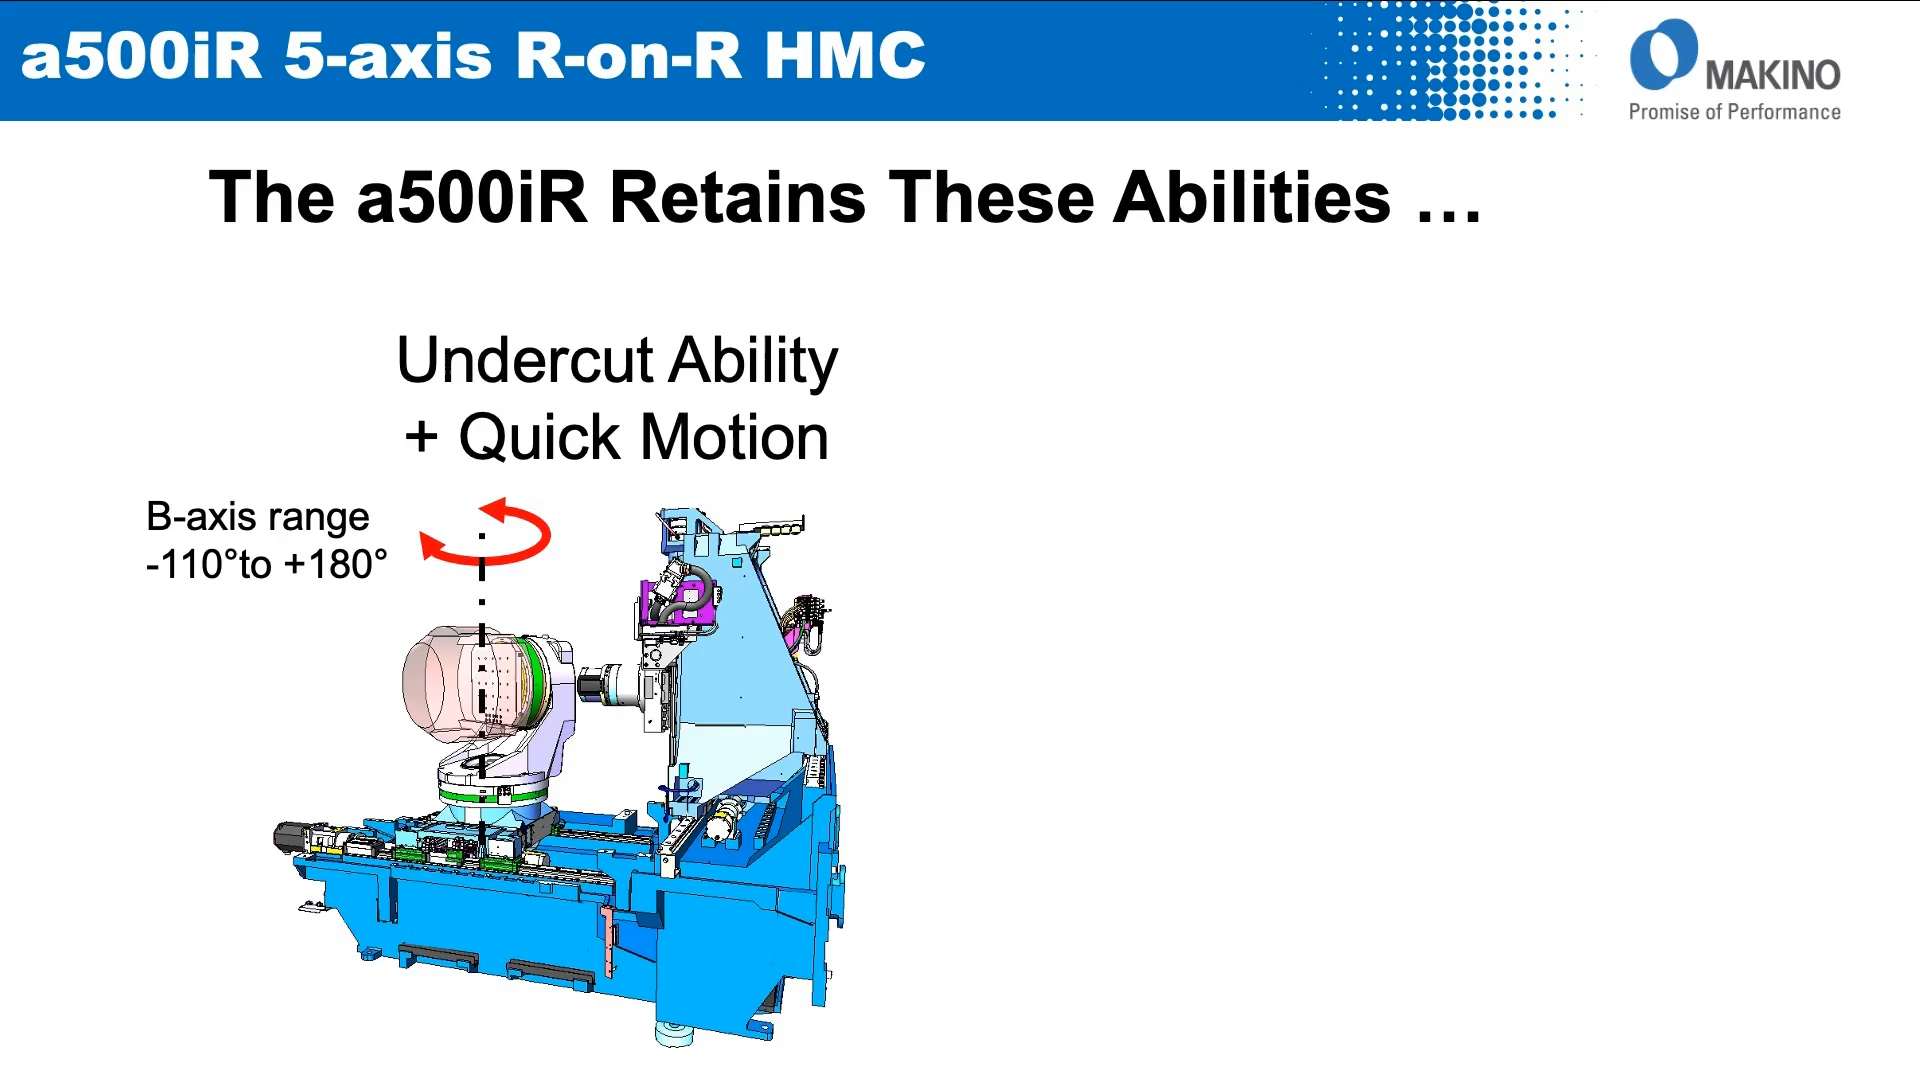 a500iR 5-axis R-on-R HMC
MAKINO
Promise of Performance
The a500iR Retains These Abilities ...
Undercut Ability
+ Quick Motion
B-axis range
-110°to +180°